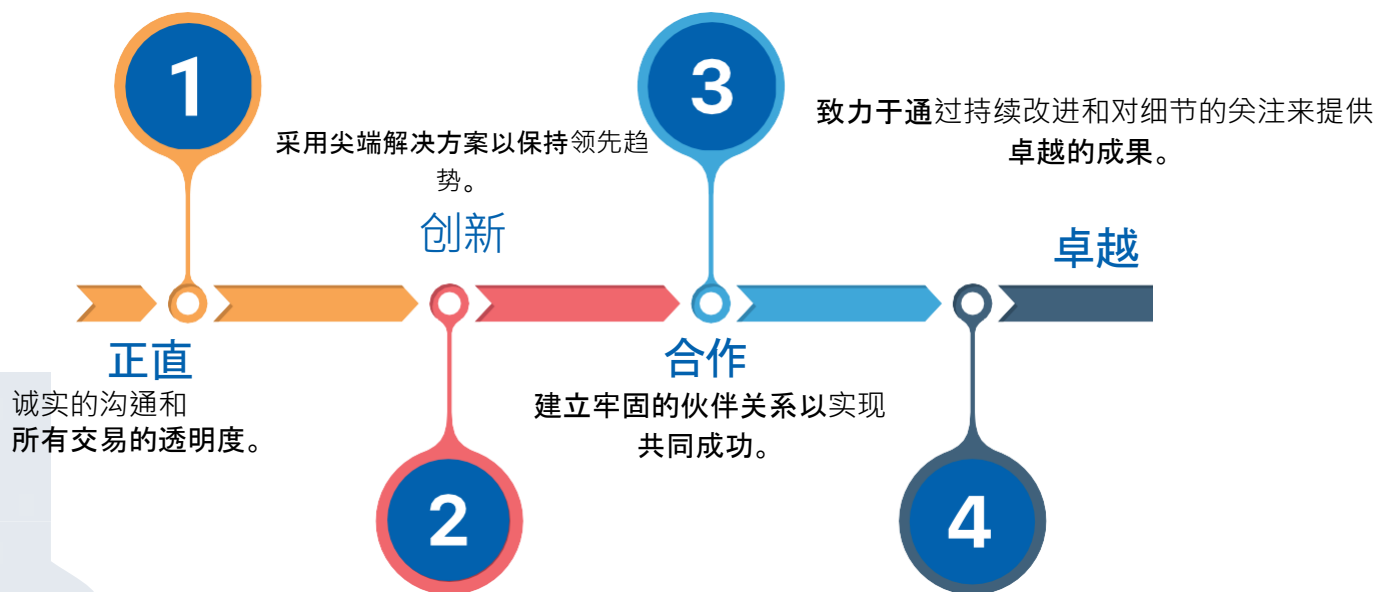 1
正直
诚实的沟通和
所有交易的透明度。
采用尖端解决方案以保持领先趋
势。
创新
2
3
合作
建立牢固的伙伴关系以实现
共同成功。
致力于通过持续改进和对细节的关注来提供
卓越的成果。
卓越
4